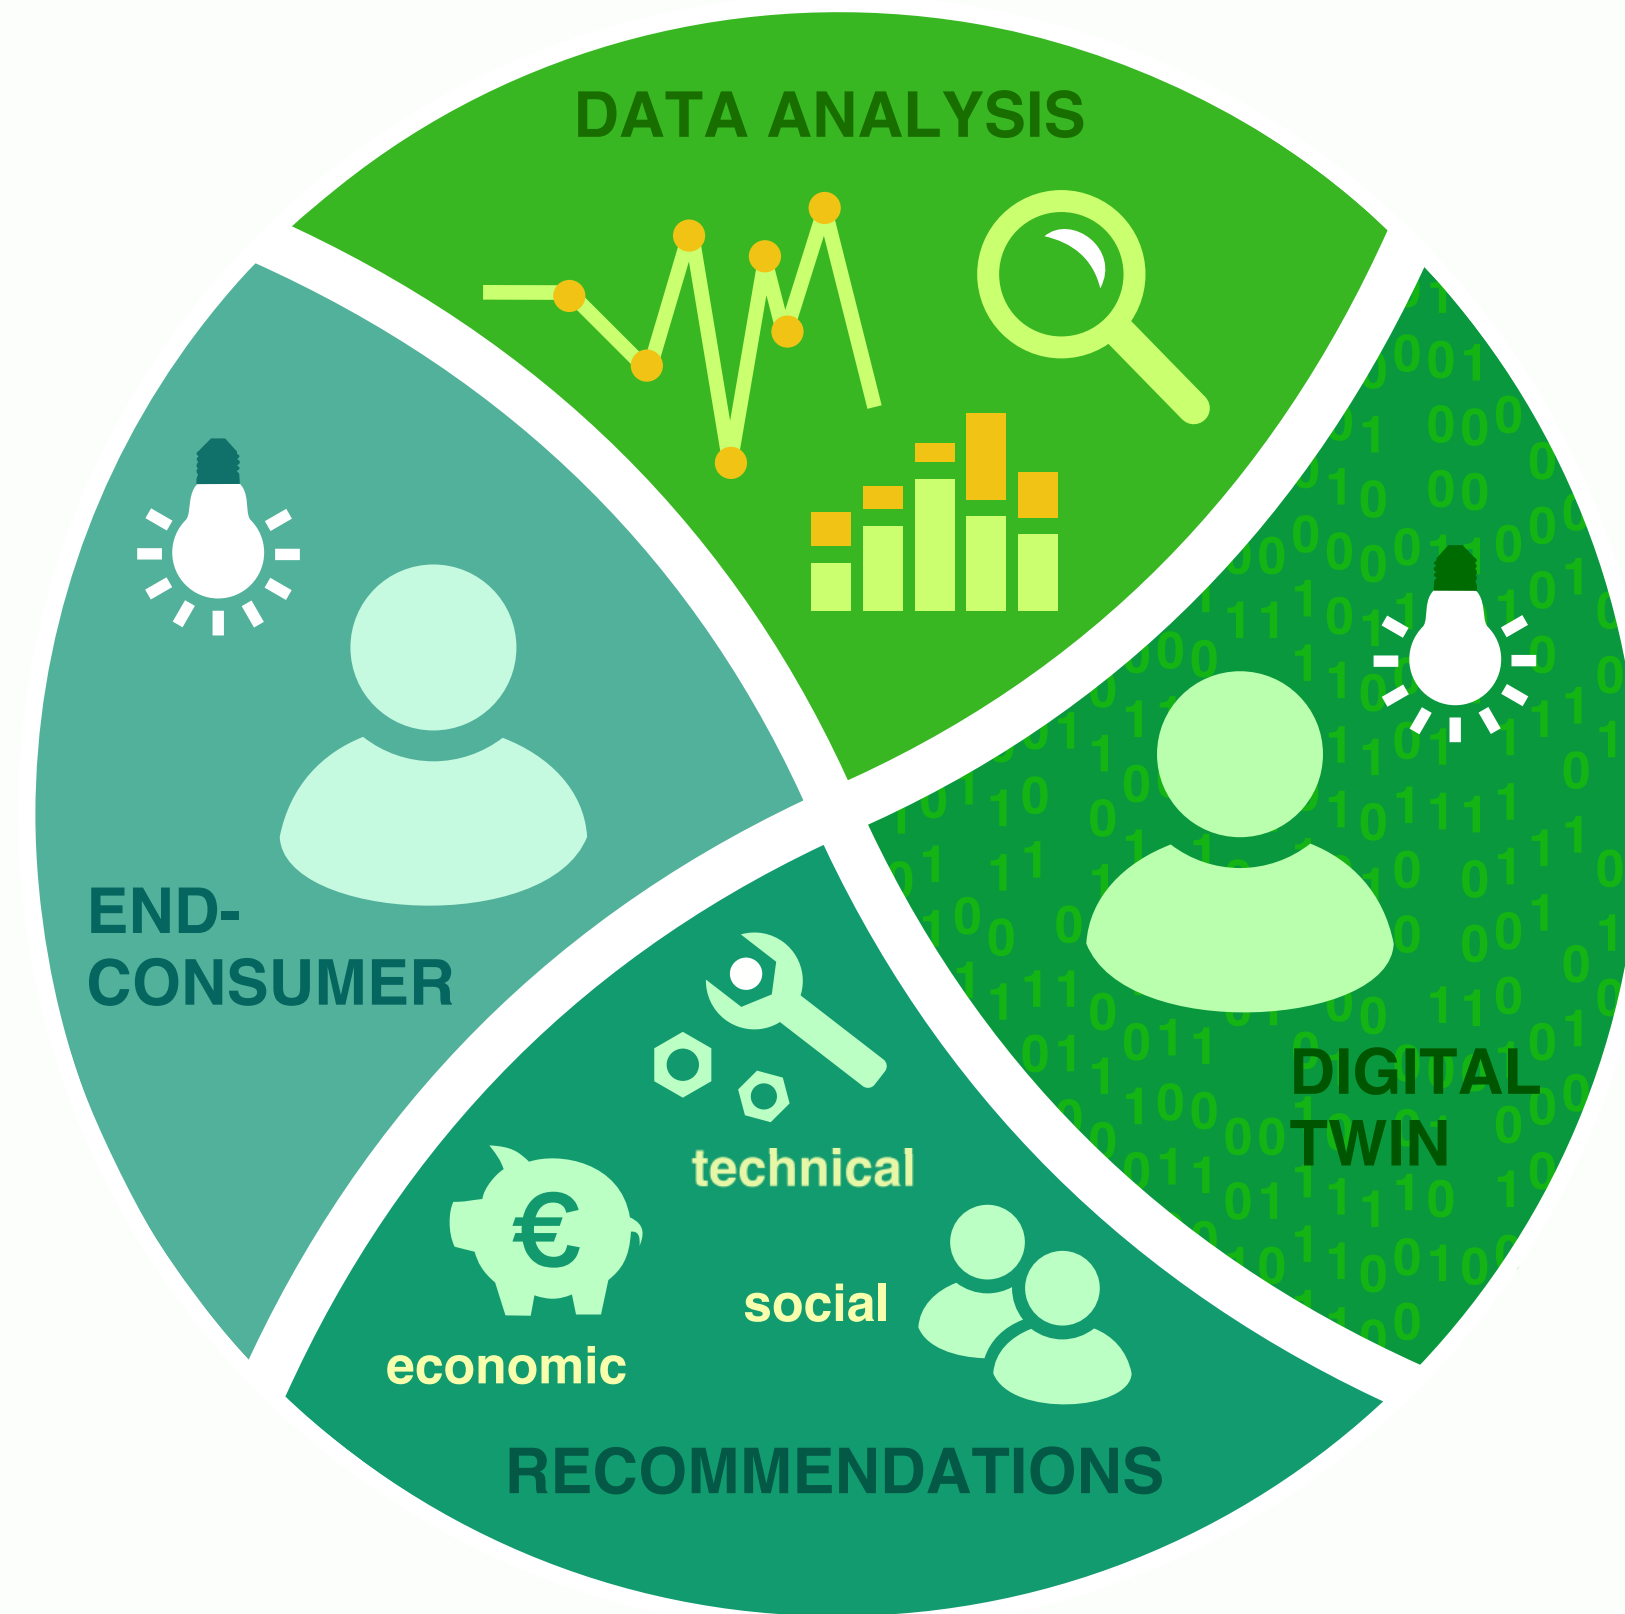 DATA ANALYSIS
END-
CONSUMER
DIGITAL
TWIN
technical
€
social
economic
RECOMMENDATIONS